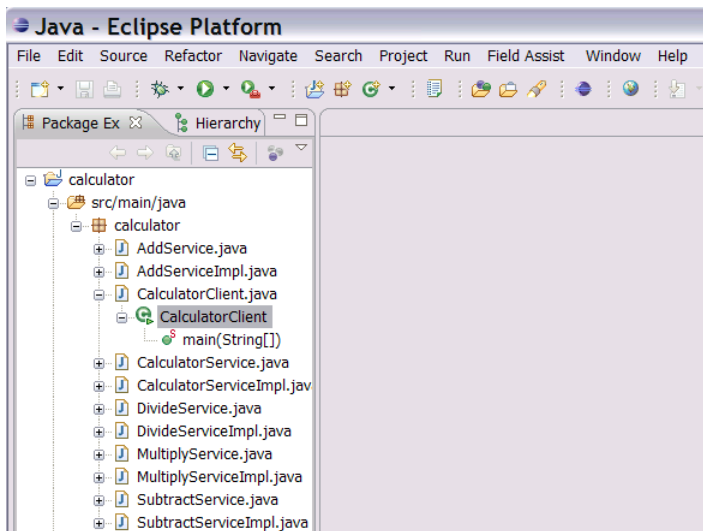 Java - Eclipse Platform
File Edit Source Refactor Navigate Search Project Run Field Assist Window Help
Package Ex Hierarchy
calculator
src/main/java
calculator
AddService.java
AddServiceImpl.java
CalculatorClient.java
CalculatorClient
main(String[])
CalculatorService.java
CalculatorServiceImpl.jav
DivideService.java
DivideServiceImpl.java
MultiplyService.java
MultiplyServiceImpl.java
SubtractService.java
SubtractServiceImpl.java